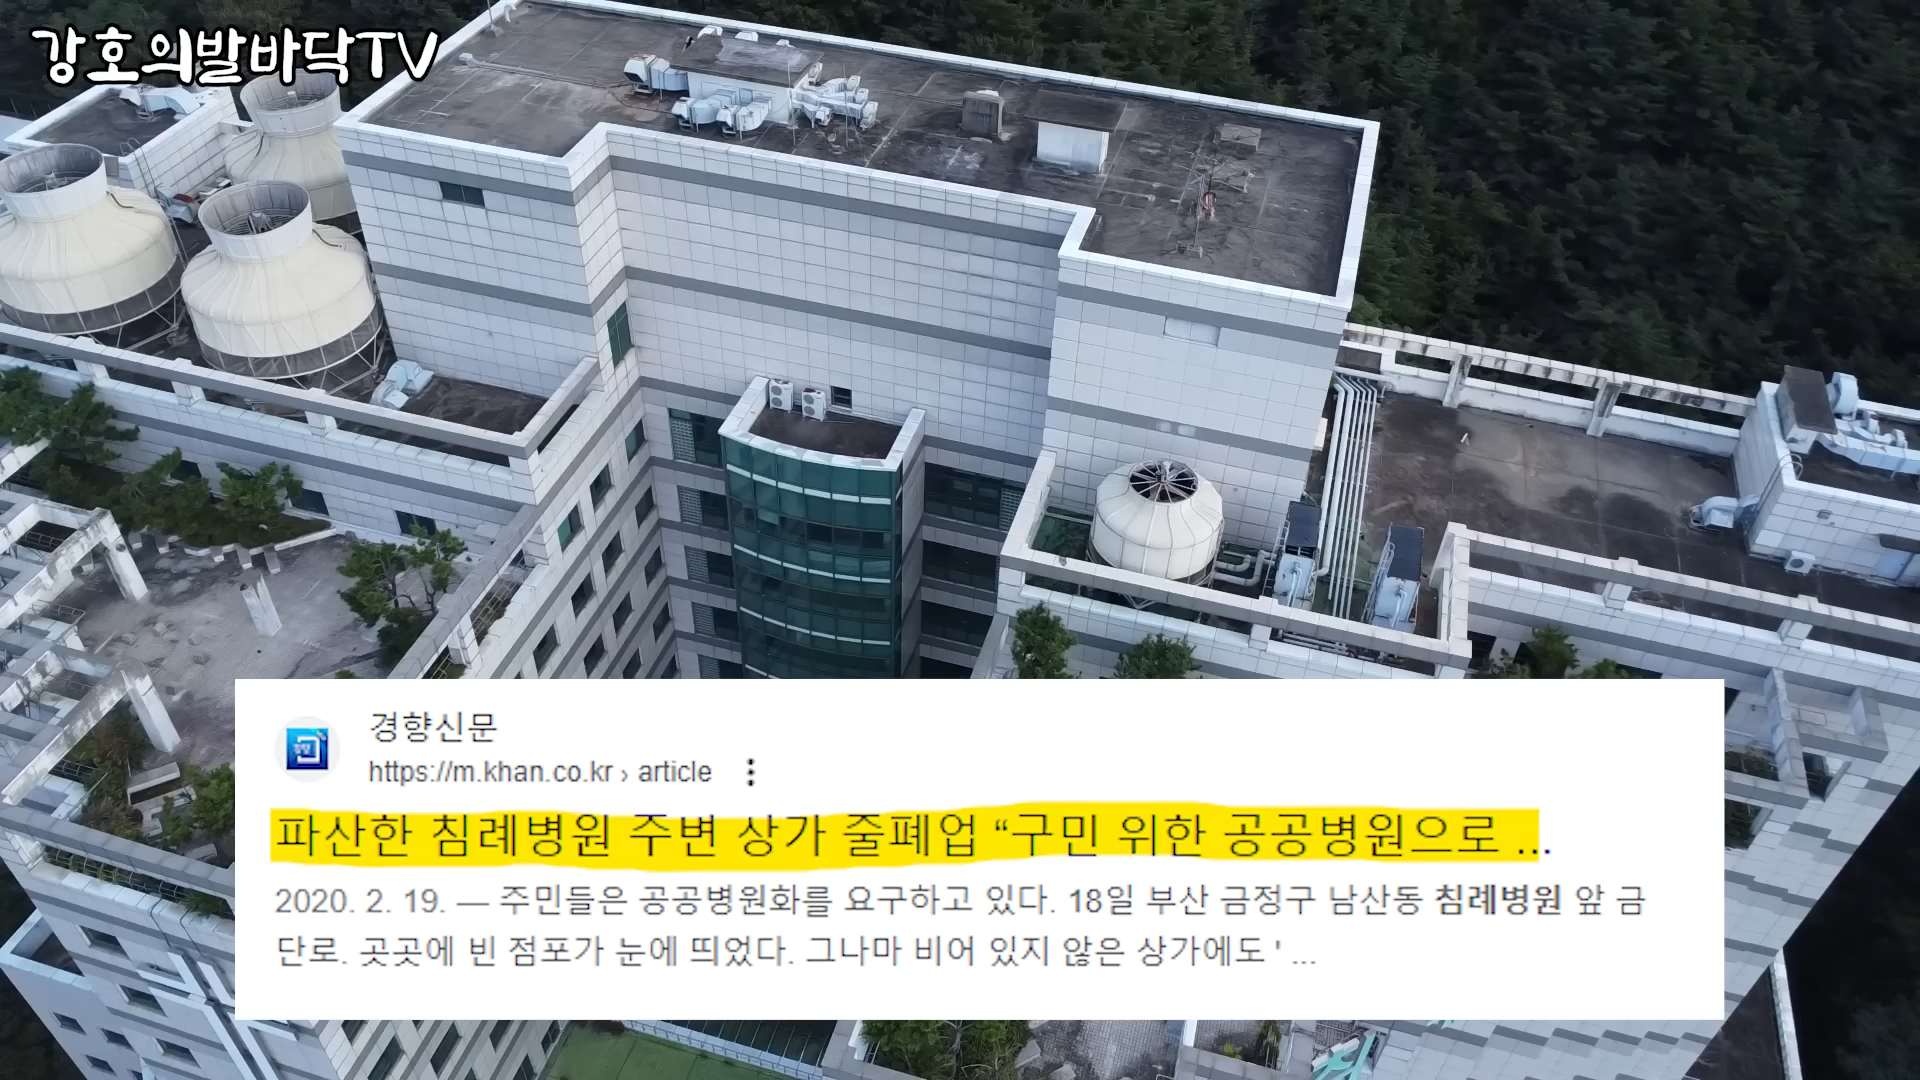 강호의발바닥TV
경향신문
https://m.khan.co.kr › article
파산한 침례병원 주변 상가 줄폐업 “구민 위한 공공병원으로 ...
2020. 2. 19. — 주민들은 공공병원화를 요구하고 있다. 18일 부산 금정구 남산동 침례병원 앞 금
단로. 곳곳에 빈 점포가 눈에 띄었다. 그나마 비어 있지 않은 상가에도 ' ...